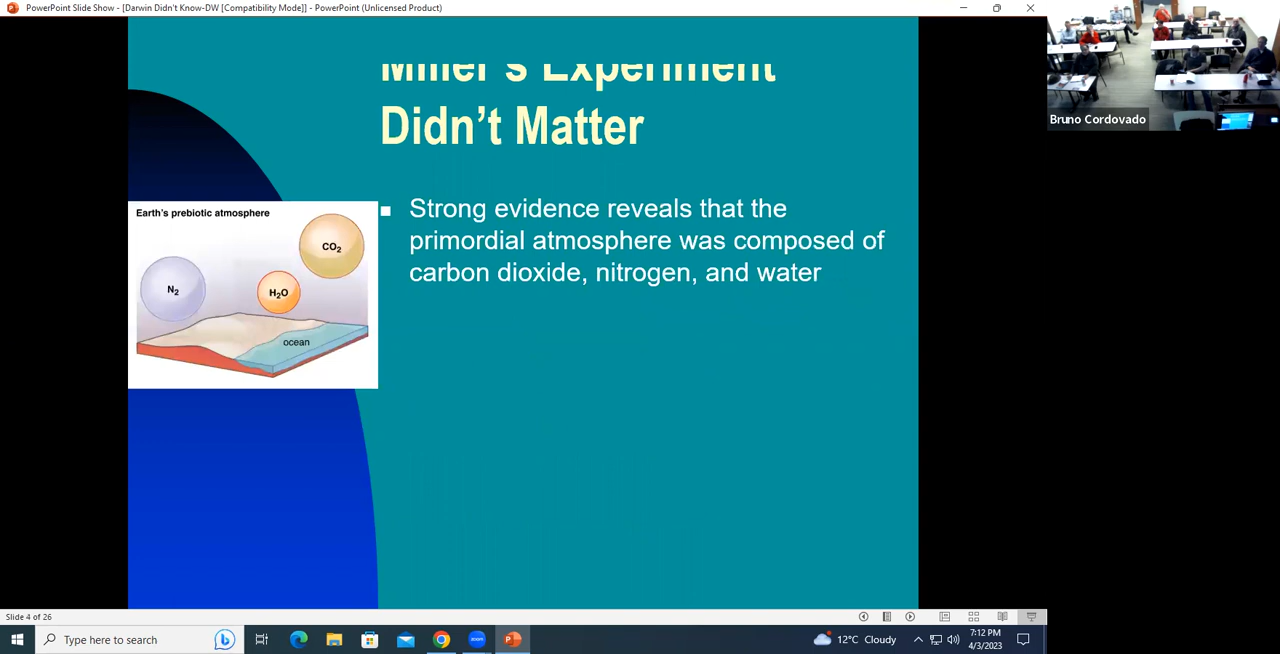 PowerPoint Slide Show - [Darwin Didn't Know-DW [Compatibility Mode]] - PowerPoint (Unlicensed Product)
Miller's Experiment
Didn't Matter
Strong evidence reveals that the
primordial atmosphere was composed of
carbon dioxide, nitrogen, and water
Earth's prebiotic atmosphere
CO2
N2
H2O
ocean
Bruno Cordovado
Slide 4 of 26
Type here to search
zoom
12°C Cloudy
7:12 PM
4/3/2023